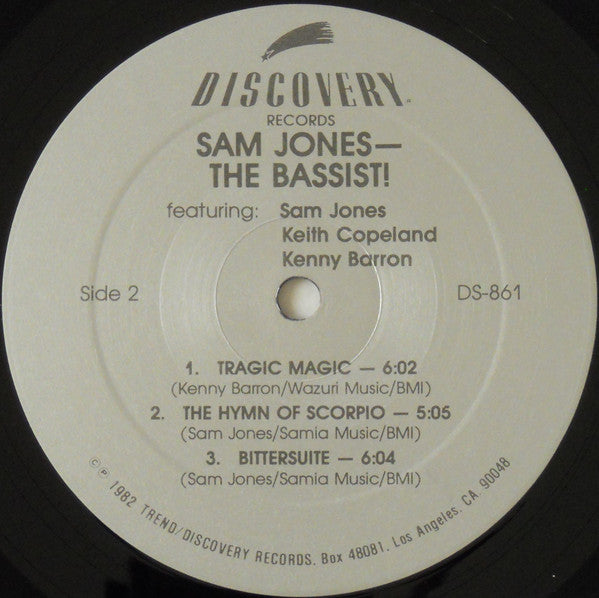 DISCOVERY
RECORDS
SAM JONES—
THE BASSIST!
featuring: Sam Jones
Keith Copeland
Kenny Barron
Side 2
DS-861
1. TRAGIC MAGIC — 6:02
(Kenny Barron/Wazuri Music/BMI)
2. THE HYMN OF SCORPIO — 5:05
(Sam Jones/Samia Music/BMI)
3. BITTERSUITE — 6:04
(Sam Jones/Samia Music/BMI)
© ℗ 1982 TREND/DISCOVERY RECORDS. Box 48081. Los Angeles, CA. 90048